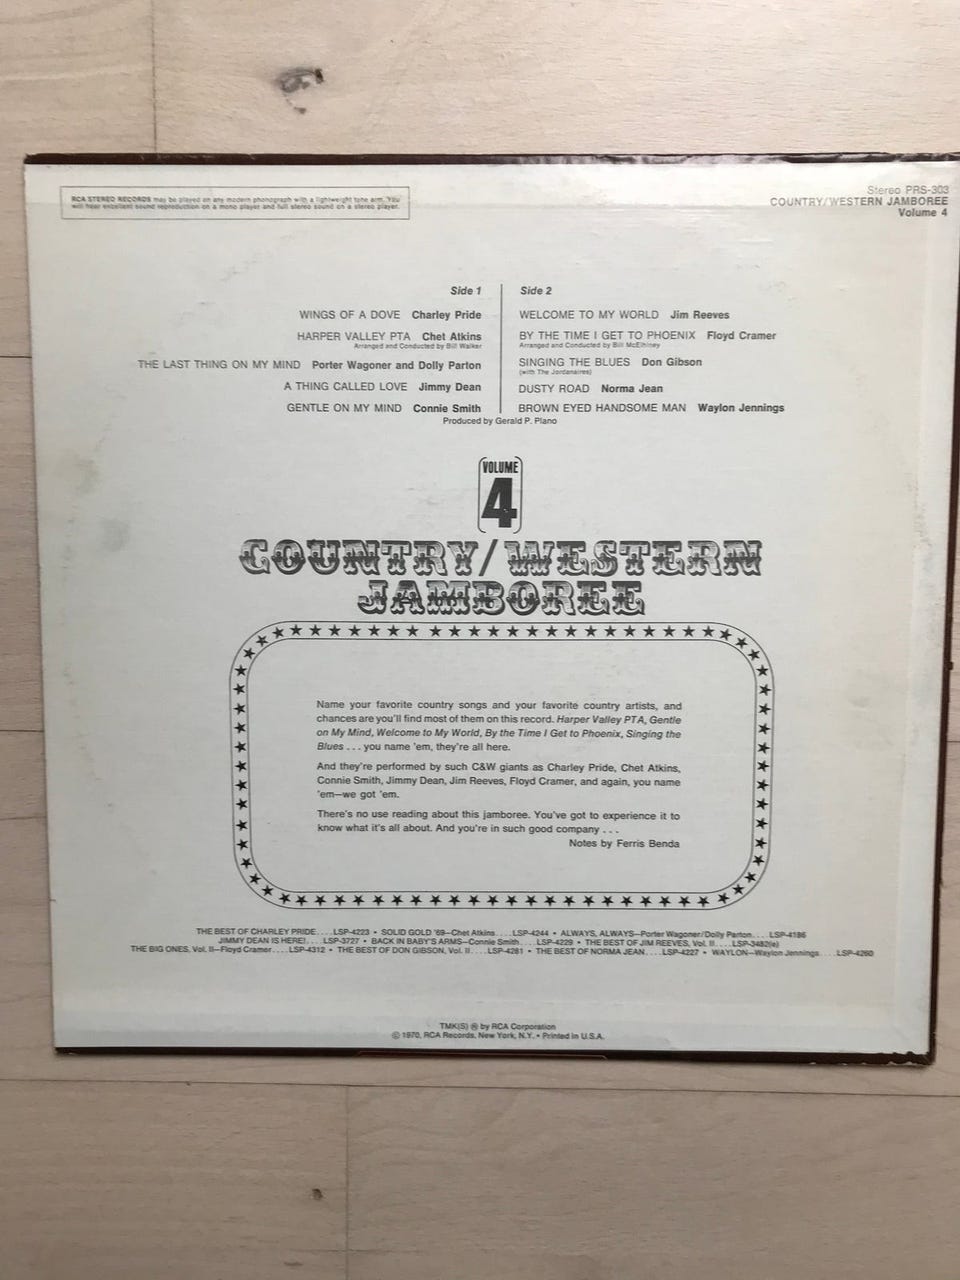 RCA STEREO RECORDS may be played on any modern phonograph with a lightweight tone arm. You
will hear excellent sound reproduction on a mono player and full stereo sound on a stereo player.
Stereo PRS-303
COUNTRY/WESTERN JAMBOREE
Volume 4
Side 1
WINGS OF A DOVE Charley Pride
HARPER VALLEY PTA Chet Atkins
Arranged and Conducted by Bill Walker
THE LAST THING ON MY MIND Porter Wagoner and Dolly Parton
A THING CALLED LOVE Jimmy Dean
GENTLE ON MY MIND Connie Smith
Side 2
WELCOME TO MY WORLD Jim Reeves
BY THE TIME I GET TO PHOENIX Floyd Cramer
Arranged and Conducted by Bill McElhiney
SINGING THE BLUES Don Gibson
(with The Jordanaires)
DUSTY ROAD Norma Jean
BROWN EYED HANDSOME MAN Waylon Jennings
Produced by Gerald P. Plano
VOLUME
4
COUNTRY/WESTERN
JAMBOREE
Name your favorite country songs and your favorite country artists, and
chances are you'll find most of them on this record. Harper Valley PTA, Gentle
on My Mind, Welcome to My World, By the Time I Get to Phoenix, Singing the
Blues . . . you name 'em, they're all here.
And they're performed by such C&W giants as Charley Pride, Chet Atkins,
Connie Smith, Jimmy Dean, Jim Reeves, Floyd Cramer, and again, you name
'em—we got 'em.
There's no use reading about this jamboree. You've got to experience it to
know what it's all about. And you're in such good company . . .
Notes by Ferris Benda
THE BEST OF CHARLEY PRIDE....LSP-4223 • SOLID GOLD '69—Chet Atkins....LSP-4244 • ALWAYS, ALWAYS—Porter Wagoner/Dolly Parton....LSP-4186
JIMMY DEAN IS HERE!....LSP-3727 • BACK IN BABY'S ARMS—Connie Smith....LSP-4229 • THE BEST OF JIM REEVES, Vol. II....LSP-3482(e)
THE BIG ONES, Vol. II—Floyd Cramer....LSP-4312 • THE BEST OF DON GIBSON, Vol. II....LSP-4281 • THE BEST OF NORMA JEAN....LSP-4227 • WAYLON—Waylon Jennings....LSP-4260
TMK(S) ® by RCA Corporation
© 1970, RCA Records, New York, N.Y. • Printed in U.S.A.